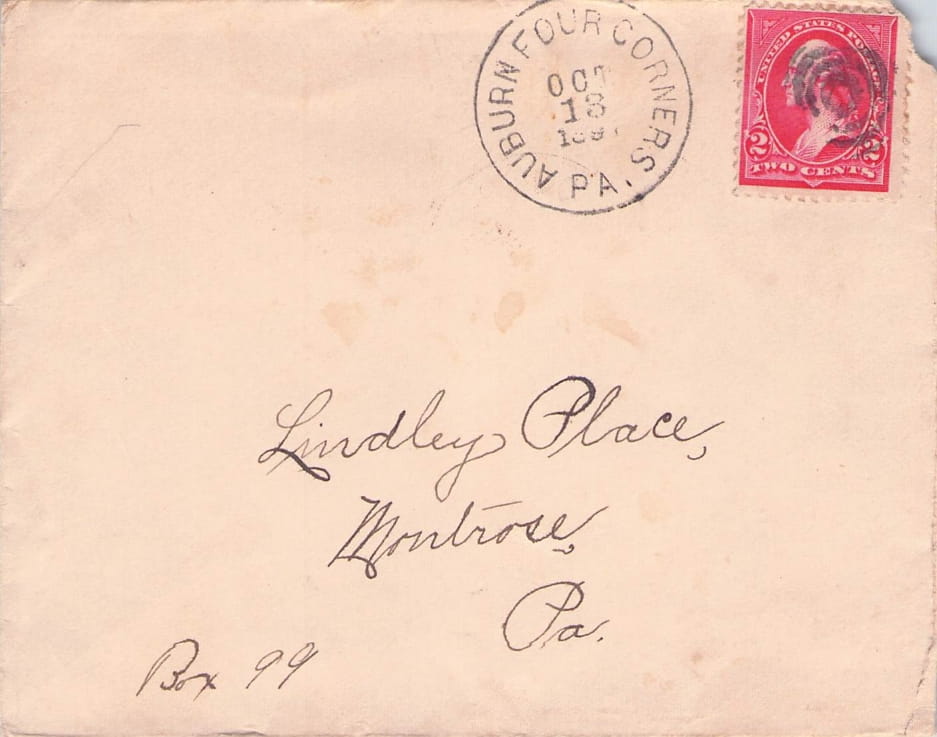 AUBURN FOUR CORNERS PA.
OCT
18
UNITED STATES POSTAGE
2 2
TWO CENTS
Lindley Place,
Montrose,
Pa.
Box 99